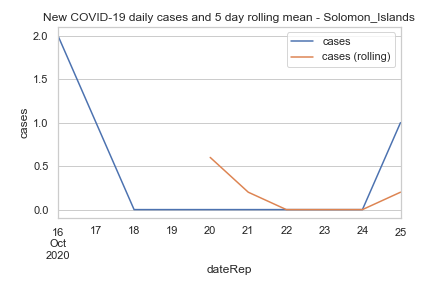 New COVID-19 daily cases and 5 day rolling mean - Solomon_Islands
cases
cases (rolling)
2.0
1.5
1.0
0.5
0.0
cases
16 17 18 19 20 21 22 23 24 25
Oct
2020
dateRep